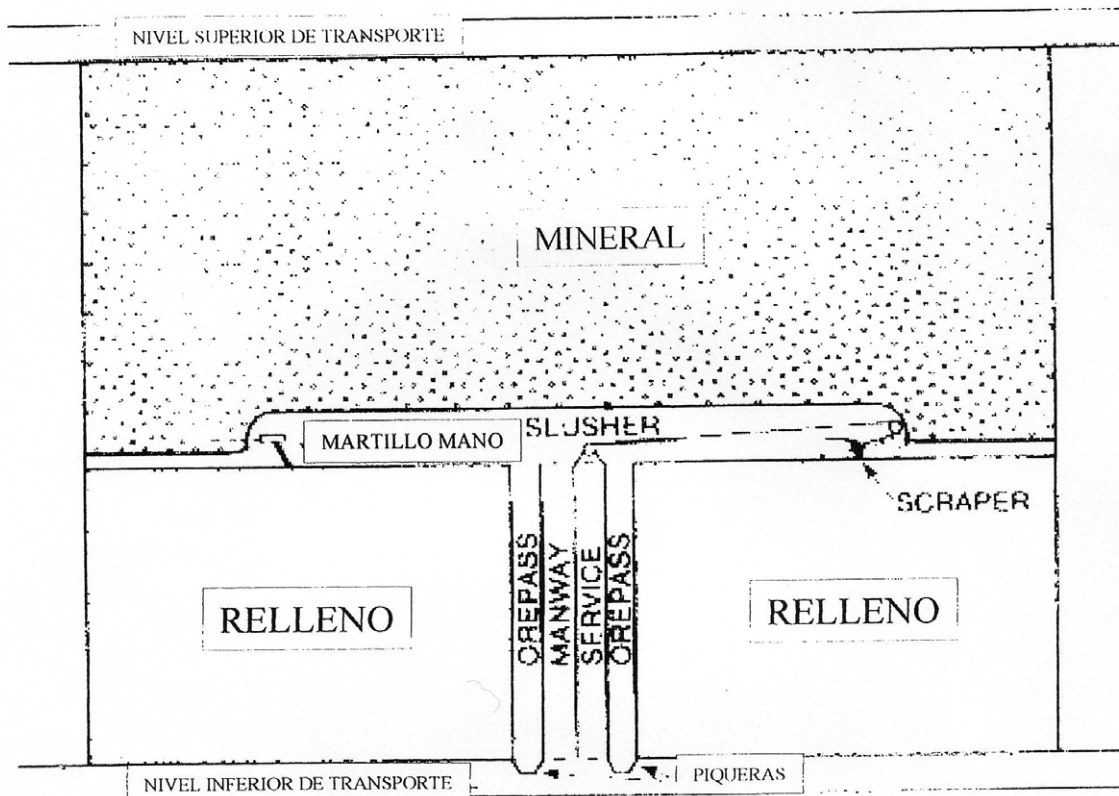 NIVEL SUPERIOR DE TRANSPORTE
MINERAL
SLUSHER
MARTILLO MANO
SCRAPER
RELLENO
OREPASS
MANWAY
SERVICE
OREPASS
RELLENO
NIVEL INFERIOR DE TRANSPORTE
PIQUERAS